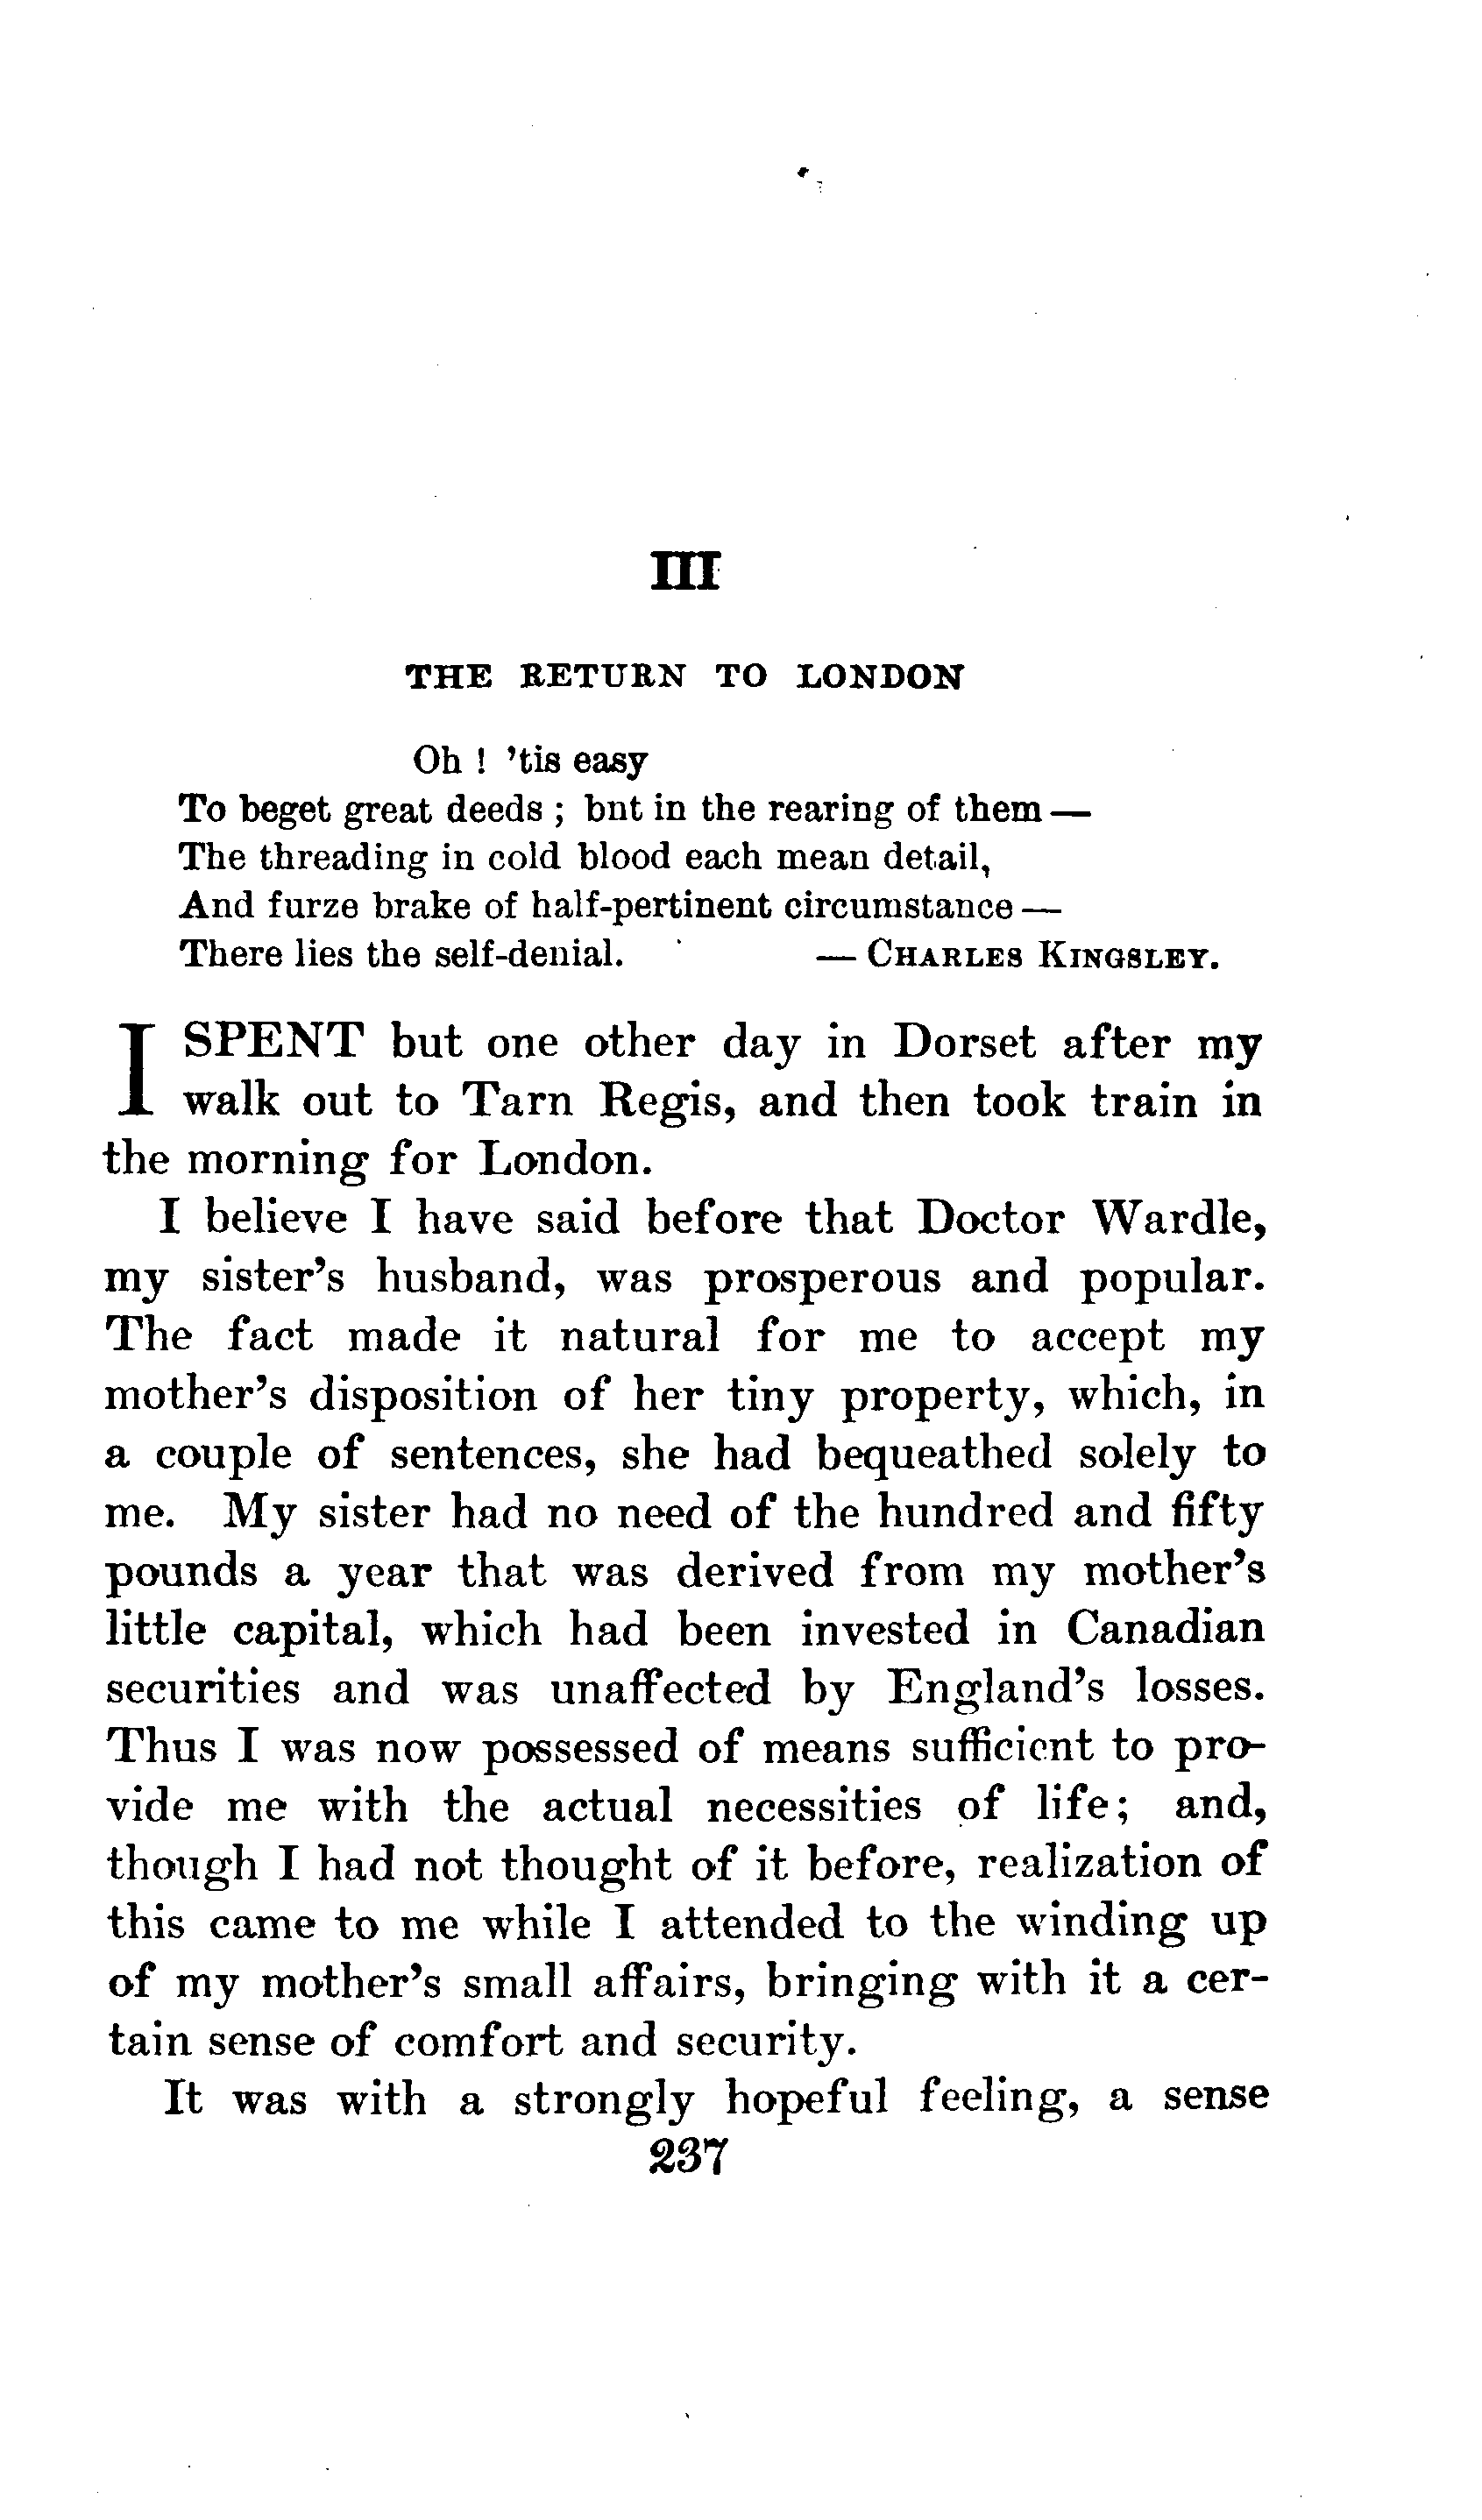 III
THE RETURN TO LONDON
Oh ! 'tis easy
To beget great deeds ; bnt in the rearing of them —
The threading in cold blood each mean detail,
And furze brake of half-pertinent circumstance —
There lies the self-denial. — CHARLES KINGSLEY.
I SPENT but one other day in Dorset after my
walk out to Tarn Regis, and then took train in
the morning for London.
I believe I have said before that Doctor Wardle,
my sister's husband, was prosperous and popular.
The fact made it natural for me to accept my
mother's disposition of her tiny property, which, in
a couple of sentences, she had bequeathed solely to
me. My sister had no need of the hundred and fifty
pounds a year that was derived from my mother's
little capital, which had been invested in Canadian
securities and was unaffected by England's losses.
Thus I was now possessed of means sufficient to pro-
vide me with the actual necessities of life; and,
though I had not thought of it before, realization of
this came to me while I attended to the winding up
of my mother's small affairs, bringing with it a cer-
tain sense of comfort and security.
It was with a strongly hopeful feeling, a sense
237